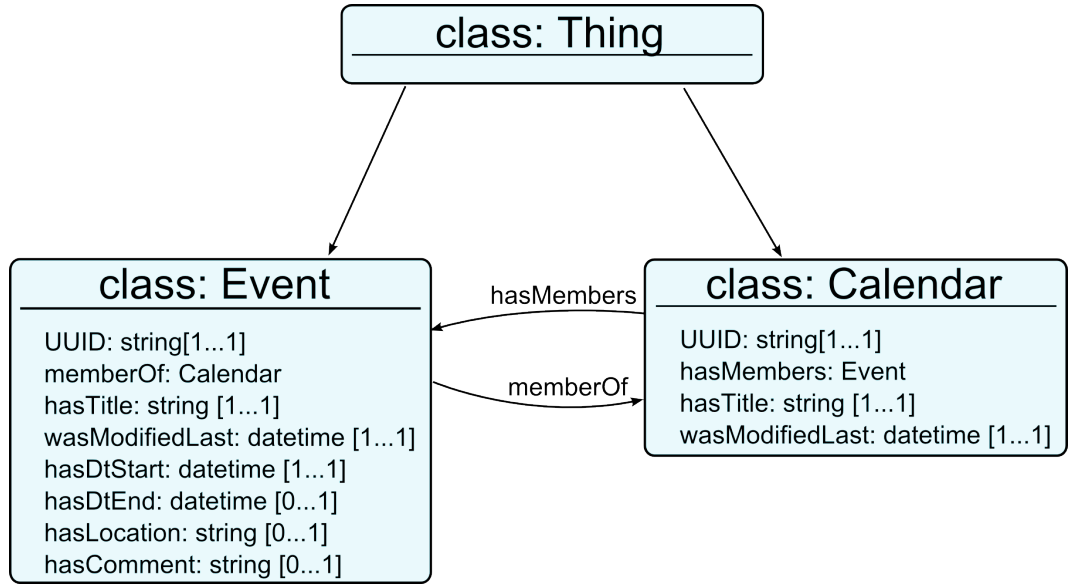 class: Thing
class: Event
UUID: string[1...1]
memberOf: Calendar
hasTitle: string [1...1]
wasModifiedLast: datetime [1...1]
hasDtStart: datetime [1...1]
hasDtEnd: datetime [0...1]
hasLocation: string [0...1]
hasComment: string [0...1]
hasMembers
memberOf
class: Calendar
UUID: string[1...1]
hasMembers: Event
hasTitle: string [1...1]
wasModifiedLast: datetime [1...1]